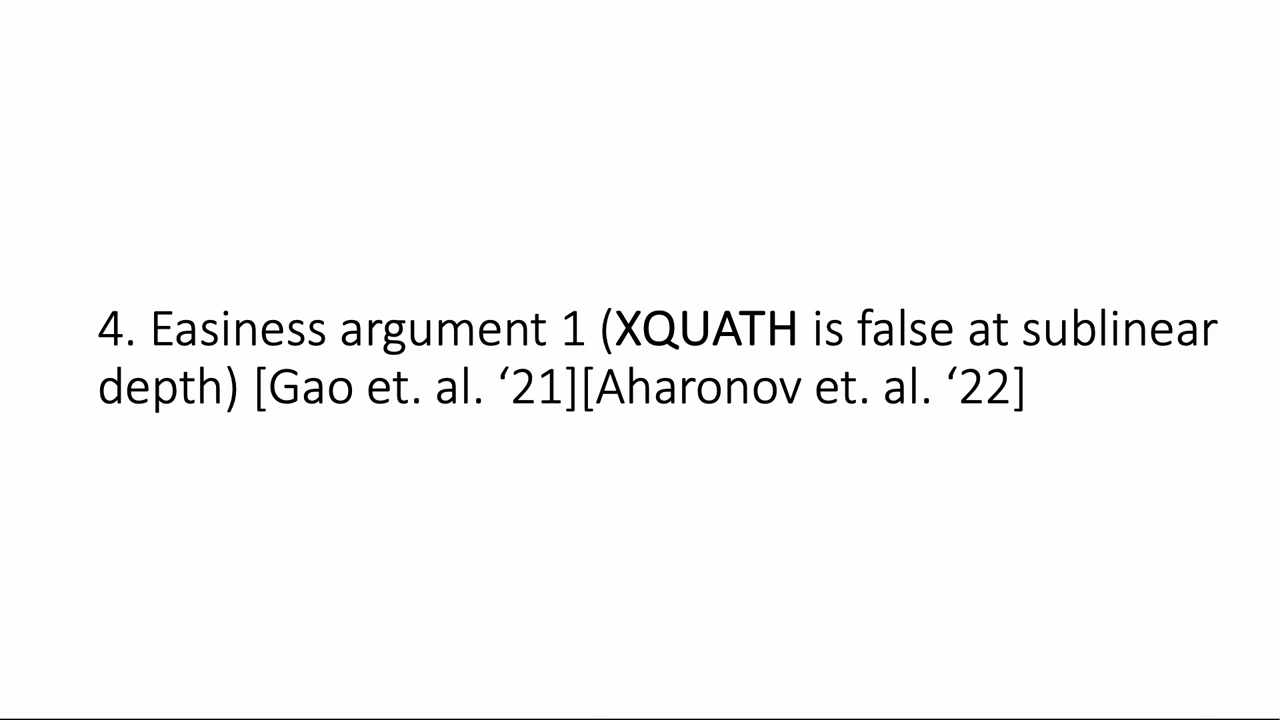 4. Easiness argument 1 (XQUATH is false at sublinear
depth) [Gao et. al. ‘21][Aharonov et. al. ‘22]